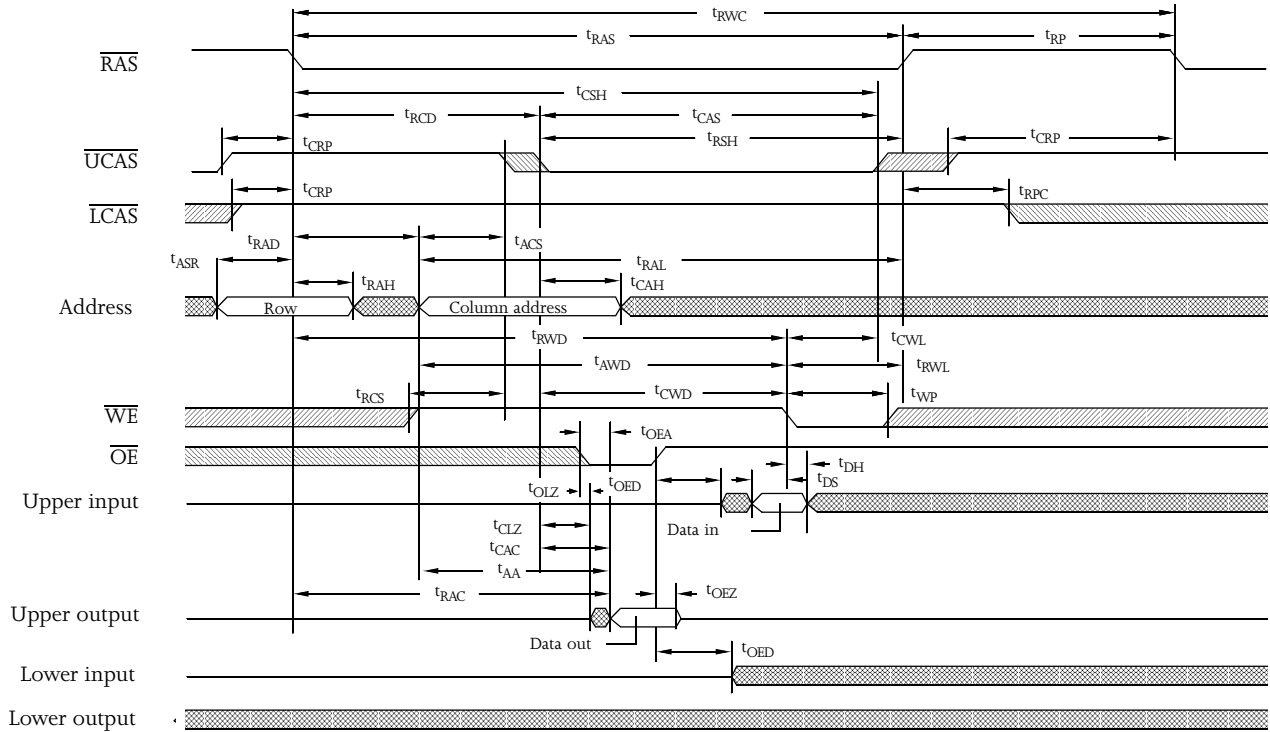 tRWC
tRAS
tRP
RAS
tCSH
tRCD
tCAS
tCRP
tRSH
tCRP
UCAS
tCRP
tRPC
LCAS
tRAD
tACS
tASR
tRAL
tRAH
tCAH
Address
Row
Column address
tRWD
tCWL
tAWD
tRWL
tRCS
tCWD
tWP
WE
tOEA
OE
tDH
tOLZ
tOED
tDS
Upper input
tCLZ
Data in
tCAC
tAA
tRAC
tOEZ
Upper output
Data out
tOED
Lower input
Lower output